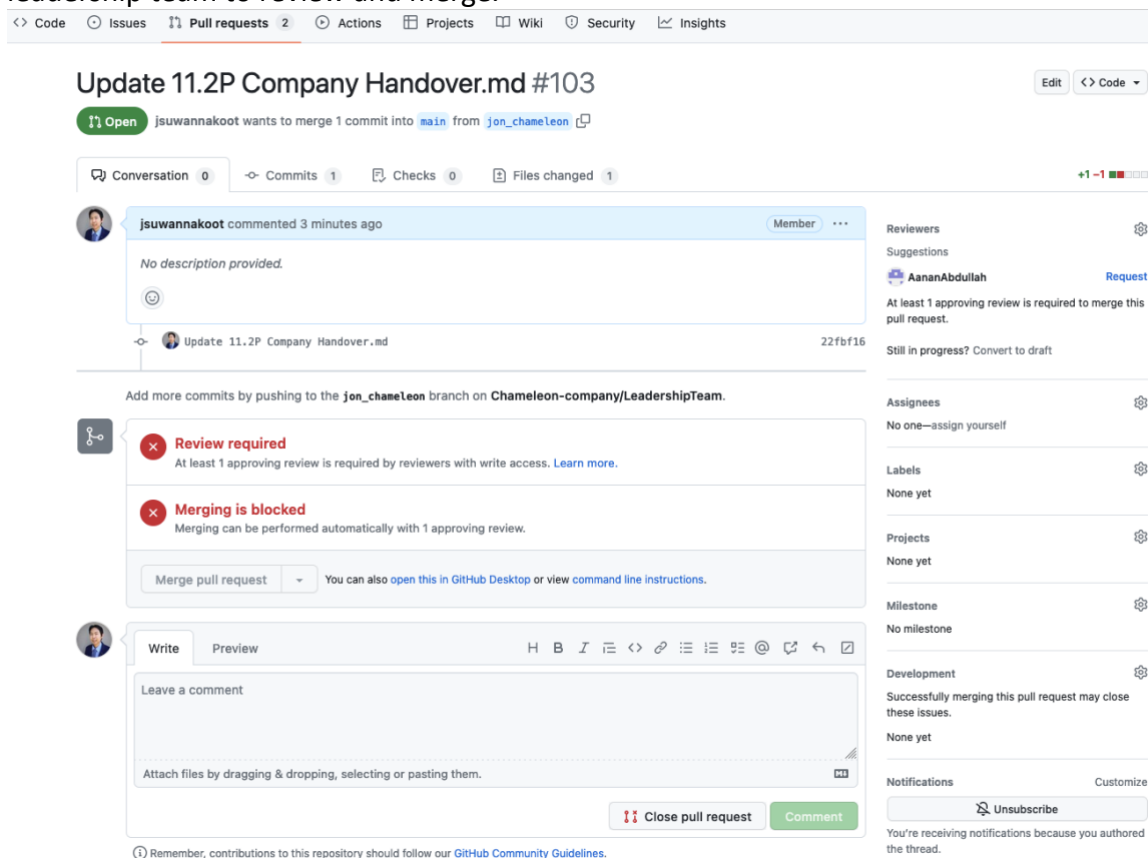 leadership team to review and merge.
Code Issues Pull requests 2 Actions Projects Wiki Security Insights
Update 11.2P Company Handover.md #103
Edit <> Code
Open jsuwannakoot wants to merge 1 commit into main from jon_chameleon
Conversation 0 Commits 1 Checks 0 Files changed 1
+1 −1
jsuwannakoot commented 3 minutes ago
Member ...
No description provided.
Update 11.2P Company Handover.md 22fbf16
Add more commits by pushing to the jon_chameleon branch on Chameleon-company/LeadershipTeam.
Review required
At least 1 approving review is required by reviewers with write access. Learn more.
Merging is blocked
Merging can be performed automatically with 1 approving review.
Merge pull request
You can also open this in GitHub Desktop or view command line instructions.
Write Preview
H B I
Leave a comment
Attach files by dragging & dropping, selecting or pasting them.
Close pull request Comment
Remember, contributions to this repository should follow our GitHub Community Guidelines.
Reviewers
Suggestions
AananAbdullah Request
At least 1 approving review is required to merge this
pull request.
Still in progress? Convert to draft
Assignees
No one—assign yourself
Labels
None yet
Projects
None yet
Milestone
No milestone
Development
Successfully merging this pull request may close
these issues.
None yet
Notifications Customize
Unsubscribe
You're receiving notifications because you authored
the thread.